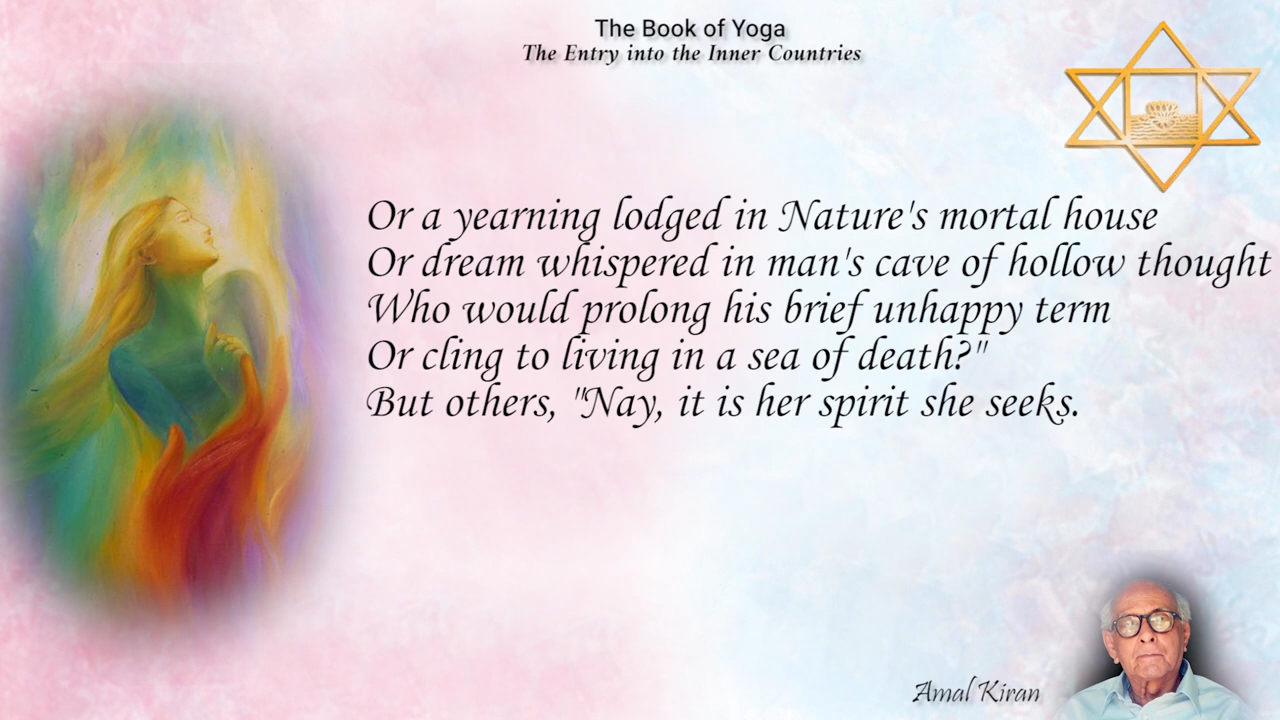 The Book of Yoga
The Entry into the Inner Countries
Or a yearning lodged in Nature's mortal house
Or dream whispered in man's cave of hollow thought
Who would prolong his brief unhappy term
Or cling to living in a sea of death?"
But others, "Nay, it is her spirit she seeks.
Amal Kiran